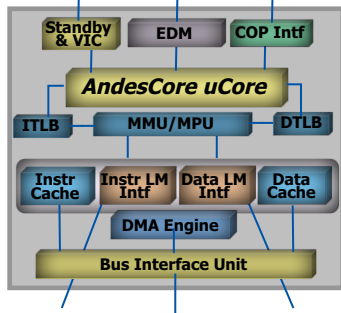 Standby
& VIC
EDM
COP Intf
AndesCore uCore
ITLB
MMU/MPU
DTLB
Instr
Cache
Instr LM
Intf
Data LM
Intf
Data
Cache
DMA Engine
Bus Interface Unit